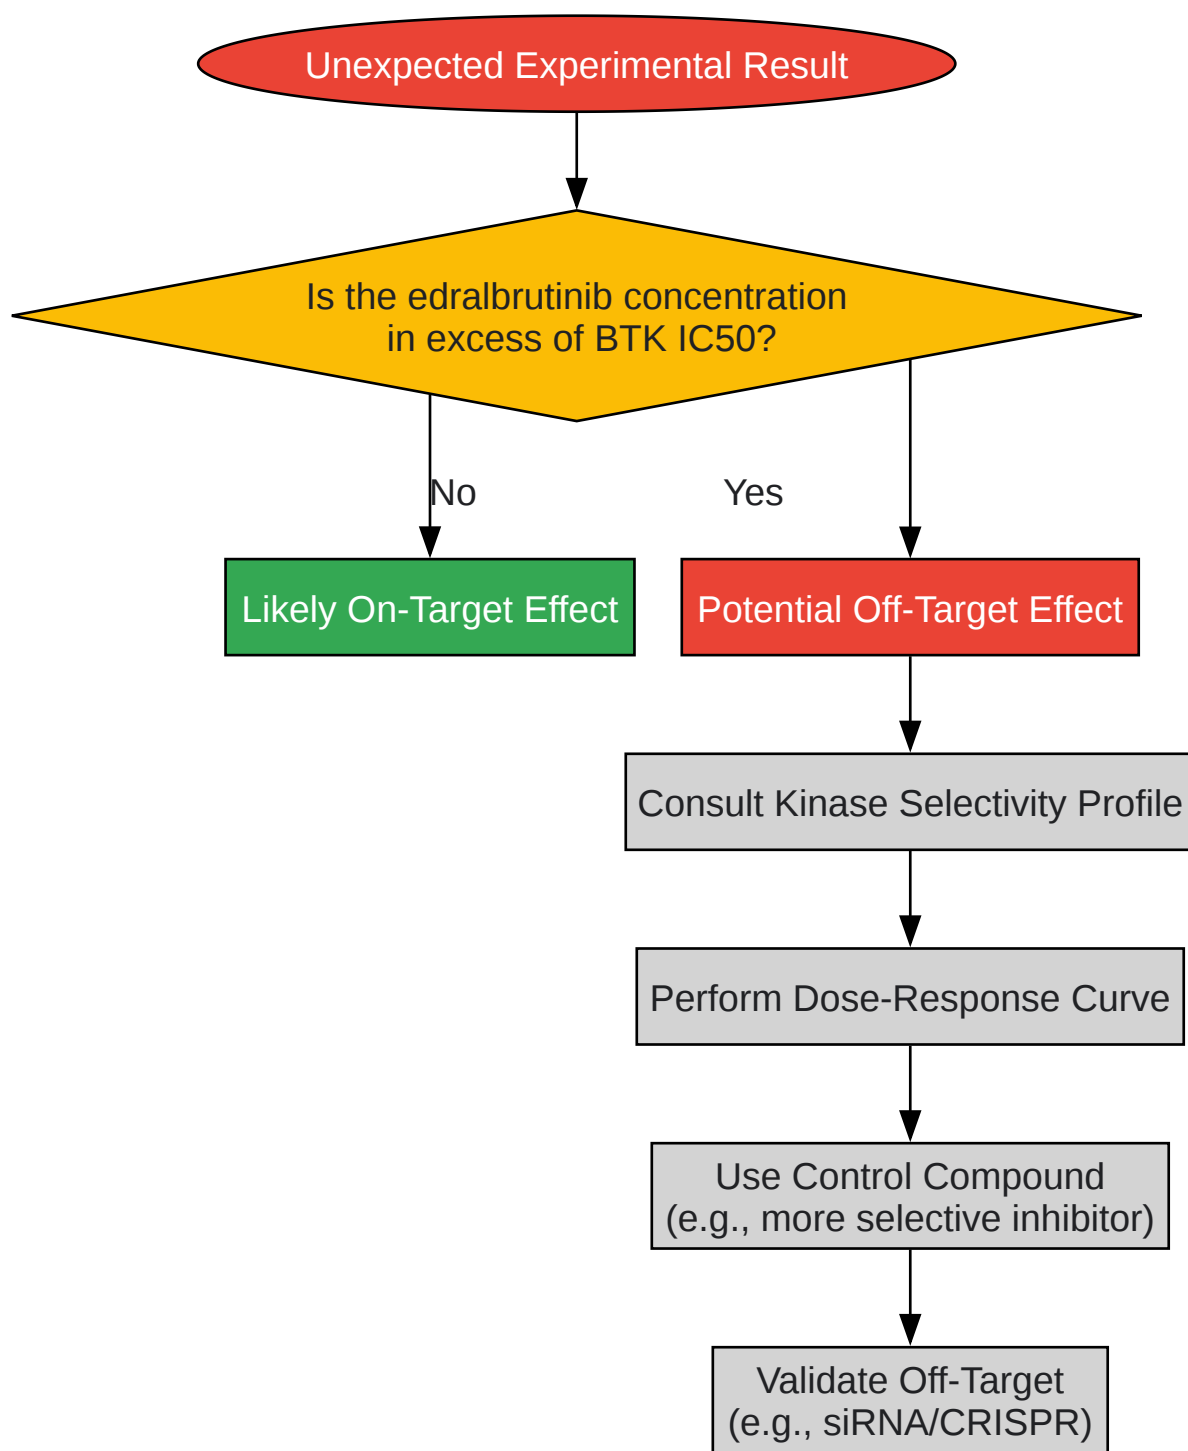 Unexpected Experimental Result
Is the edralbrutinib concentration
in excess of BTK IC50?
No
Yes
Likely On-Target Effect
Potential Off-Target Effect
Consult Kinase Selectivity Profile
Perform Dose-Response Curve
Use Control Compound
(e.g., more selective inhibitor)
Validate Off-Target
(e.g., siRNA/CRISPR)